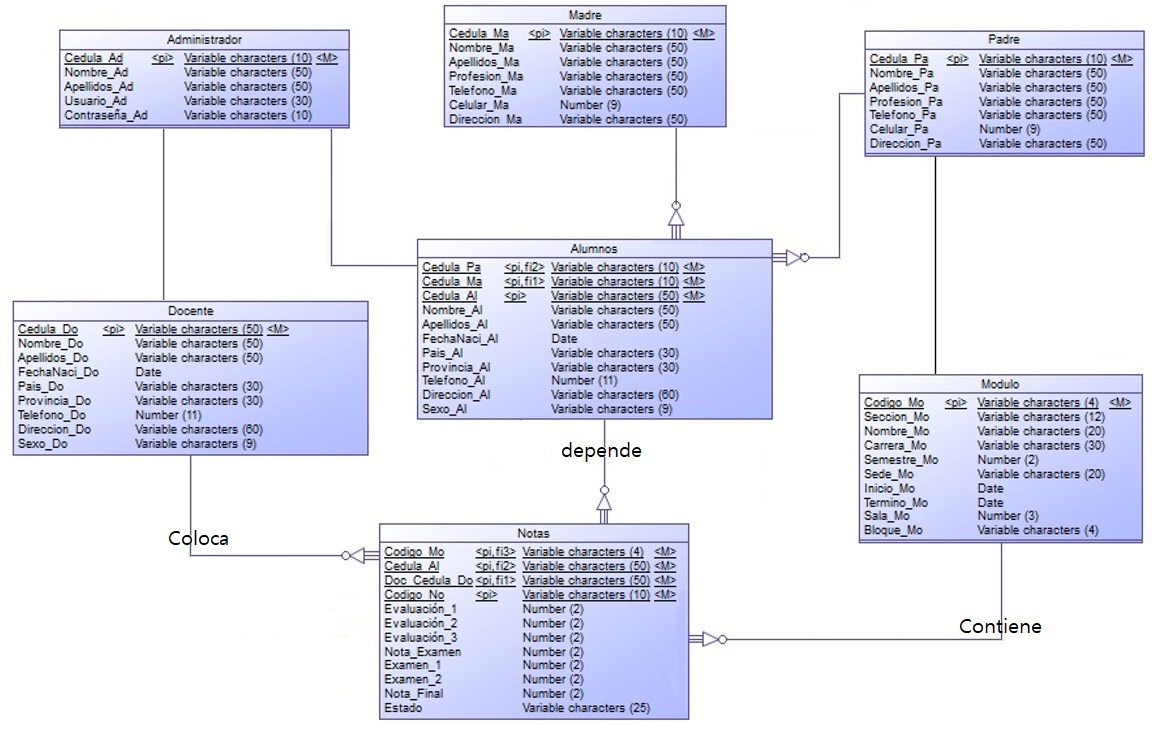 Administrador
Cedula_Ad <pi> Variable characters (10) <M>
Nombre_Ad Variable characters (50)
Apellidos_Ad Variable characters (50)
Usuario_Ad Variable characters (30)
Contraseña_Ad Variable characters (10)
Madre
Cedula_Ma <pi> Variable characters (10) <M>
Nombre_Ma Variable characters (50)
Apellidos_Ma Variable characters (50)
Profesion_Ma Variable characters (50)
Telefono_Ma Variable characters (50)
Celular_Ma Number (9)
Direccion_Ma Variable characters (50)
Padre
Cedula_Pa <pi> Variable characters (10) <M>
Nombre_Pa Variable characters (50)
Apellidos_Pa Variable characters (50)
Profesion_Pa Variable characters (50)
Telefono_Pa Variable characters (50)
Celular_Pa Number (9)
Direccion_Pa Variable characters (50)
Alumnos
Cedula_Pa <pi,fi2> Variable characters (10) <M>
Cedula_Ma <pi,fi1> Variable characters (10) <M>
Cedula_Al <pi> Variable characters (50) <M>
Nombre_Al Variable characters (50)
Apellidos_Al Variable characters (50)
FechaNaci_Al Date
Pais_Al Variable characters (30)
Provincia_Al Variable characters (30)
Telefono_Al Number (11)
Direccion_Al Variable characters (60)
Sexo_Al Variable characters (9)
Docente
Cedula_Do <pi> Variable characters (50) <M>
Nombre_Do Variable characters (50)
Apellidos_Do Variable characters (50)
FechaNaci_Do Date
Pais_Do Variable characters (30)
Provincia_Do Variable characters (30)
Telefono_Do Number (11)
Direccion_Do Variable characters (60)
Sexo_Do Variable characters (9)
Modulo
Codigo_Mo <pi> Variable characters (4) <M>
Seccion_Mo Variable characters (12)
Nombre_Mo Variable characters (20)
Carrera_Mo Variable characters (30)
Semestre_Mo Number (2)
Sede_Mo Variable characters (20)
Inicio_Mo Date
Termino_Mo Date
Sala_Mo Number (3)
Bloque_Mo Variable characters (4)
depende
Coloca
Notas
Codigo_Mo <pi,fi3> Variable characters (4) <M>
Cedula_Al <pi,fi2> Variable characters (50) <M>
Doc_Cedula_Do <pi,fi1> Variable characters (50) <M>
Codigo_No <pi> Variable characters (10) <M>
Evaluación_1 Number (2)
Evaluación_2 Number (2)
Evaluación_3 Number (2)
Nota_Examen Number (2)
Examen_1 Number (2)
Examen_2 Number (2)
Nota_Final Number (2)
Estado Variable characters (25)
Contiene